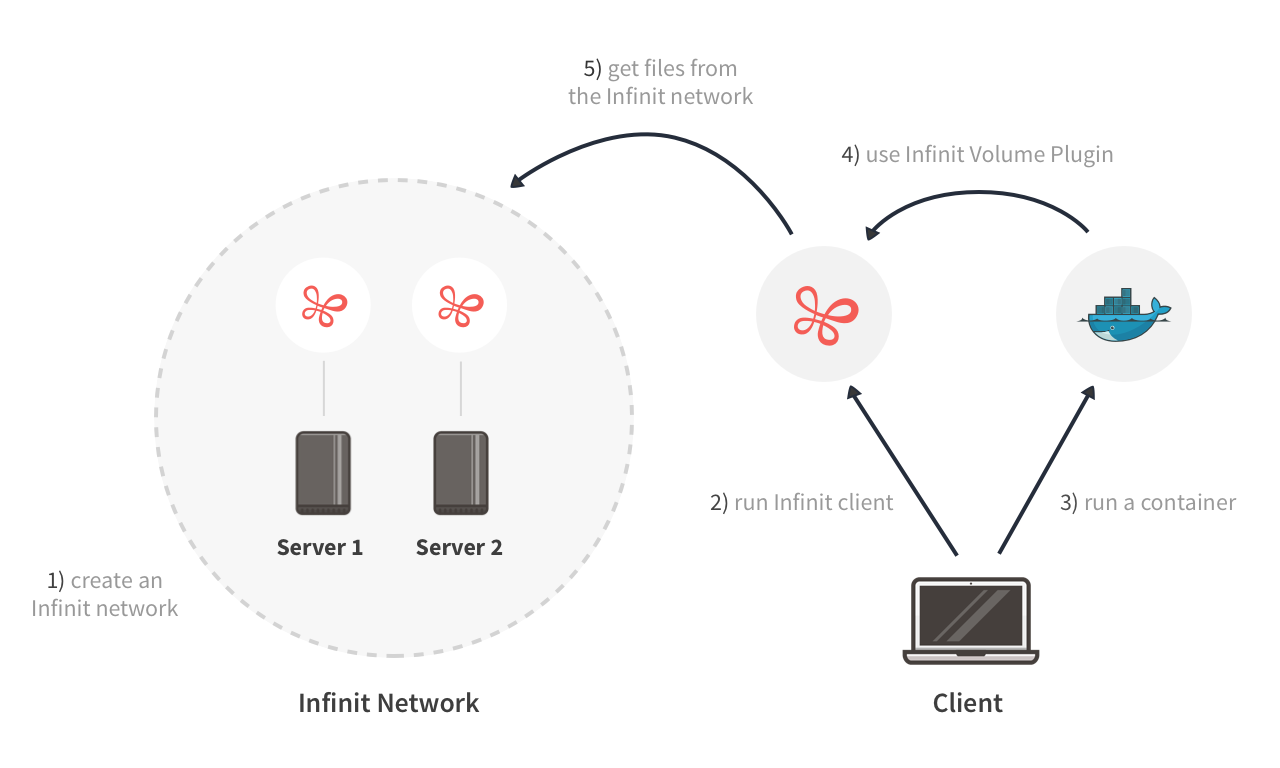 5) get files from
the Infinit network
4) use Infinit Volume Plugin
2) run Infinit client
3) run a container
Server 1
Server 2
1) create an
Infinit network
Infinit Network
Client